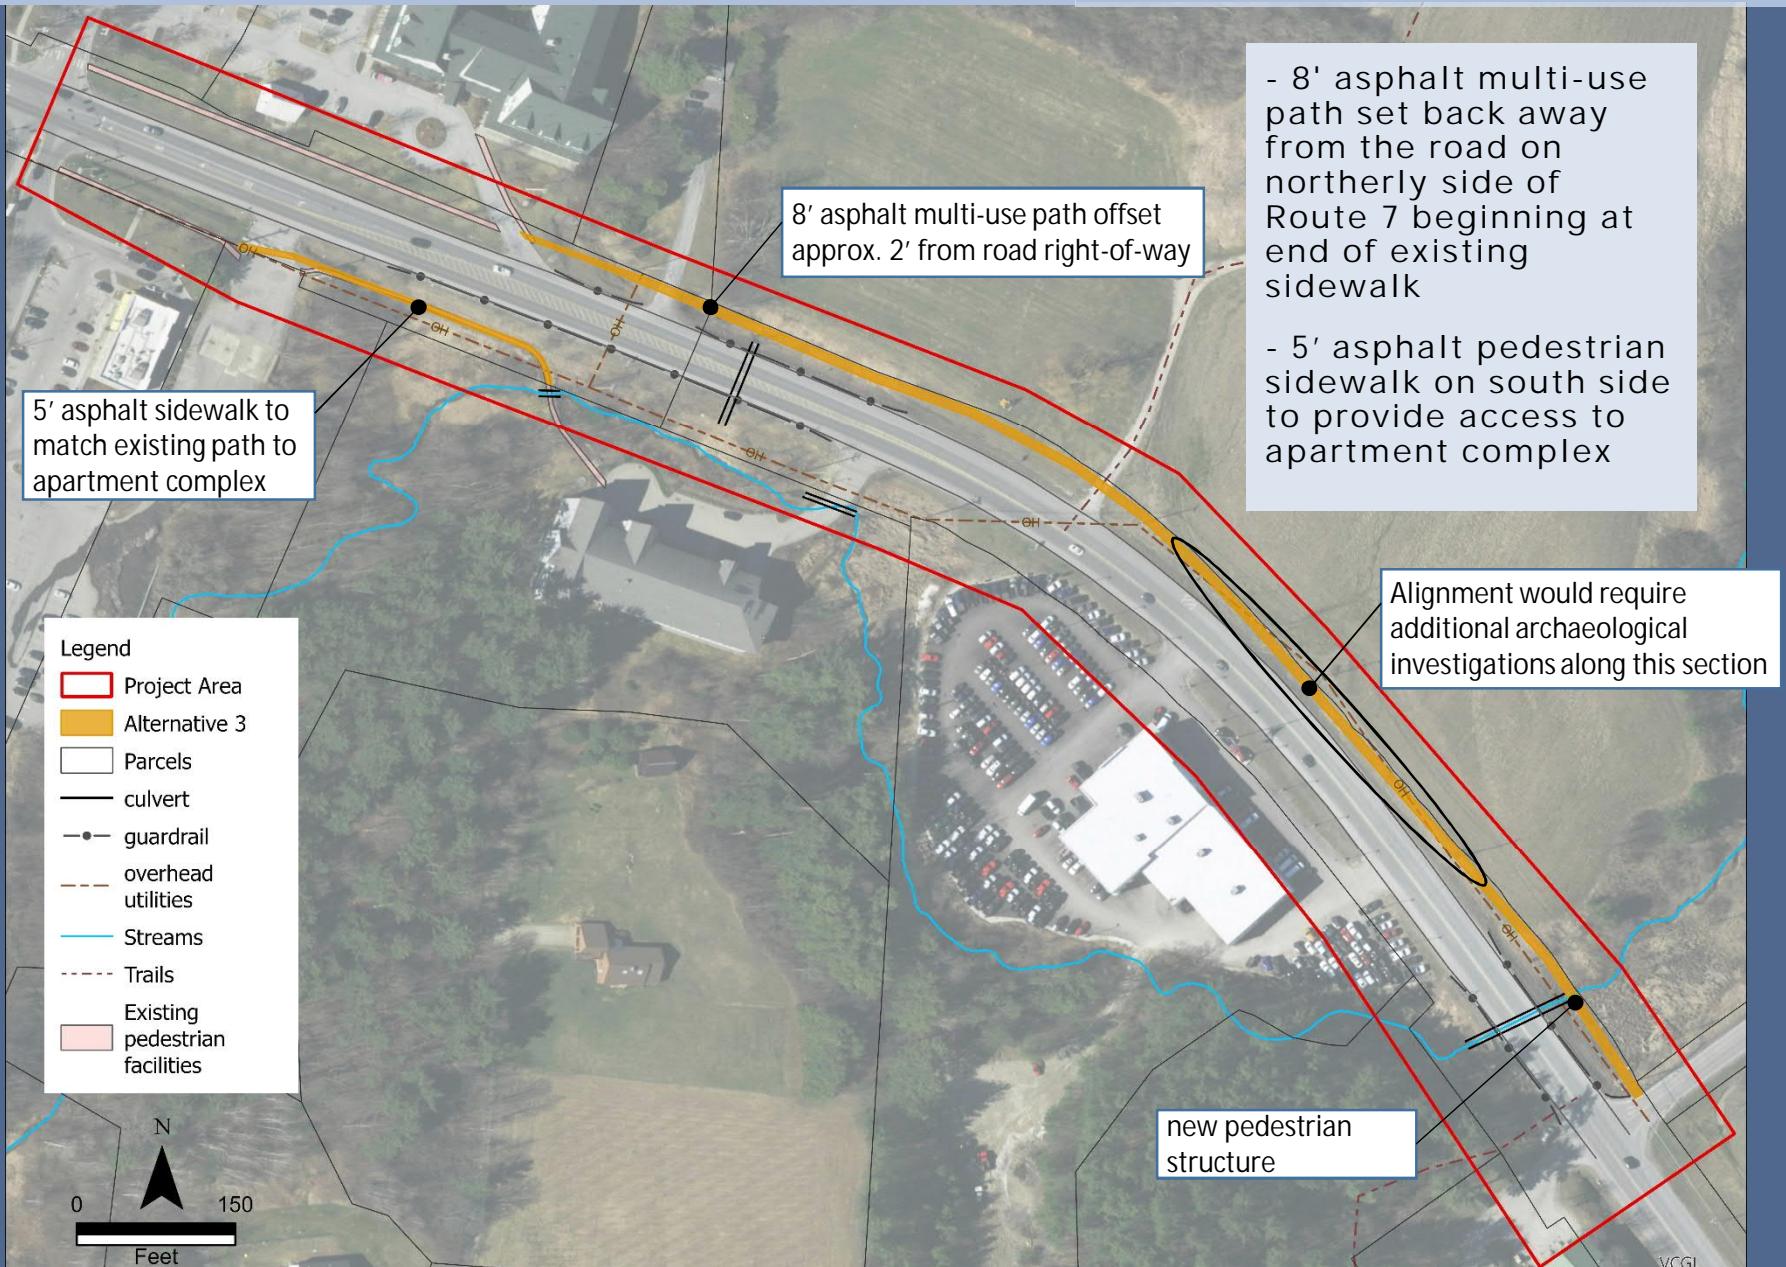 - 8' asphalt multi-use
path set back away
from the road on
northerly side of
Route 7 beginning at
end of existing
sidewalk
- 5' asphalt pedestrian
sidewalk on south side
to provide access to
apartment complex
8' asphalt multi-use path offset
approx. 2' from road right-of-way
5' asphalt sidewalk to
match existing path to
apartment complex
Alignment would require
additional archaeological
investigations along this section
new pedestrian
structure
OH
OH
OH
OH
OH
OH
OH
Legend
Project Area
Alternative 3
Parcels
culvert
guardrail
overhead
utilities
Streams
Trails
Existing
pedestrian
facilities
N
0 150
Feet
VCGI